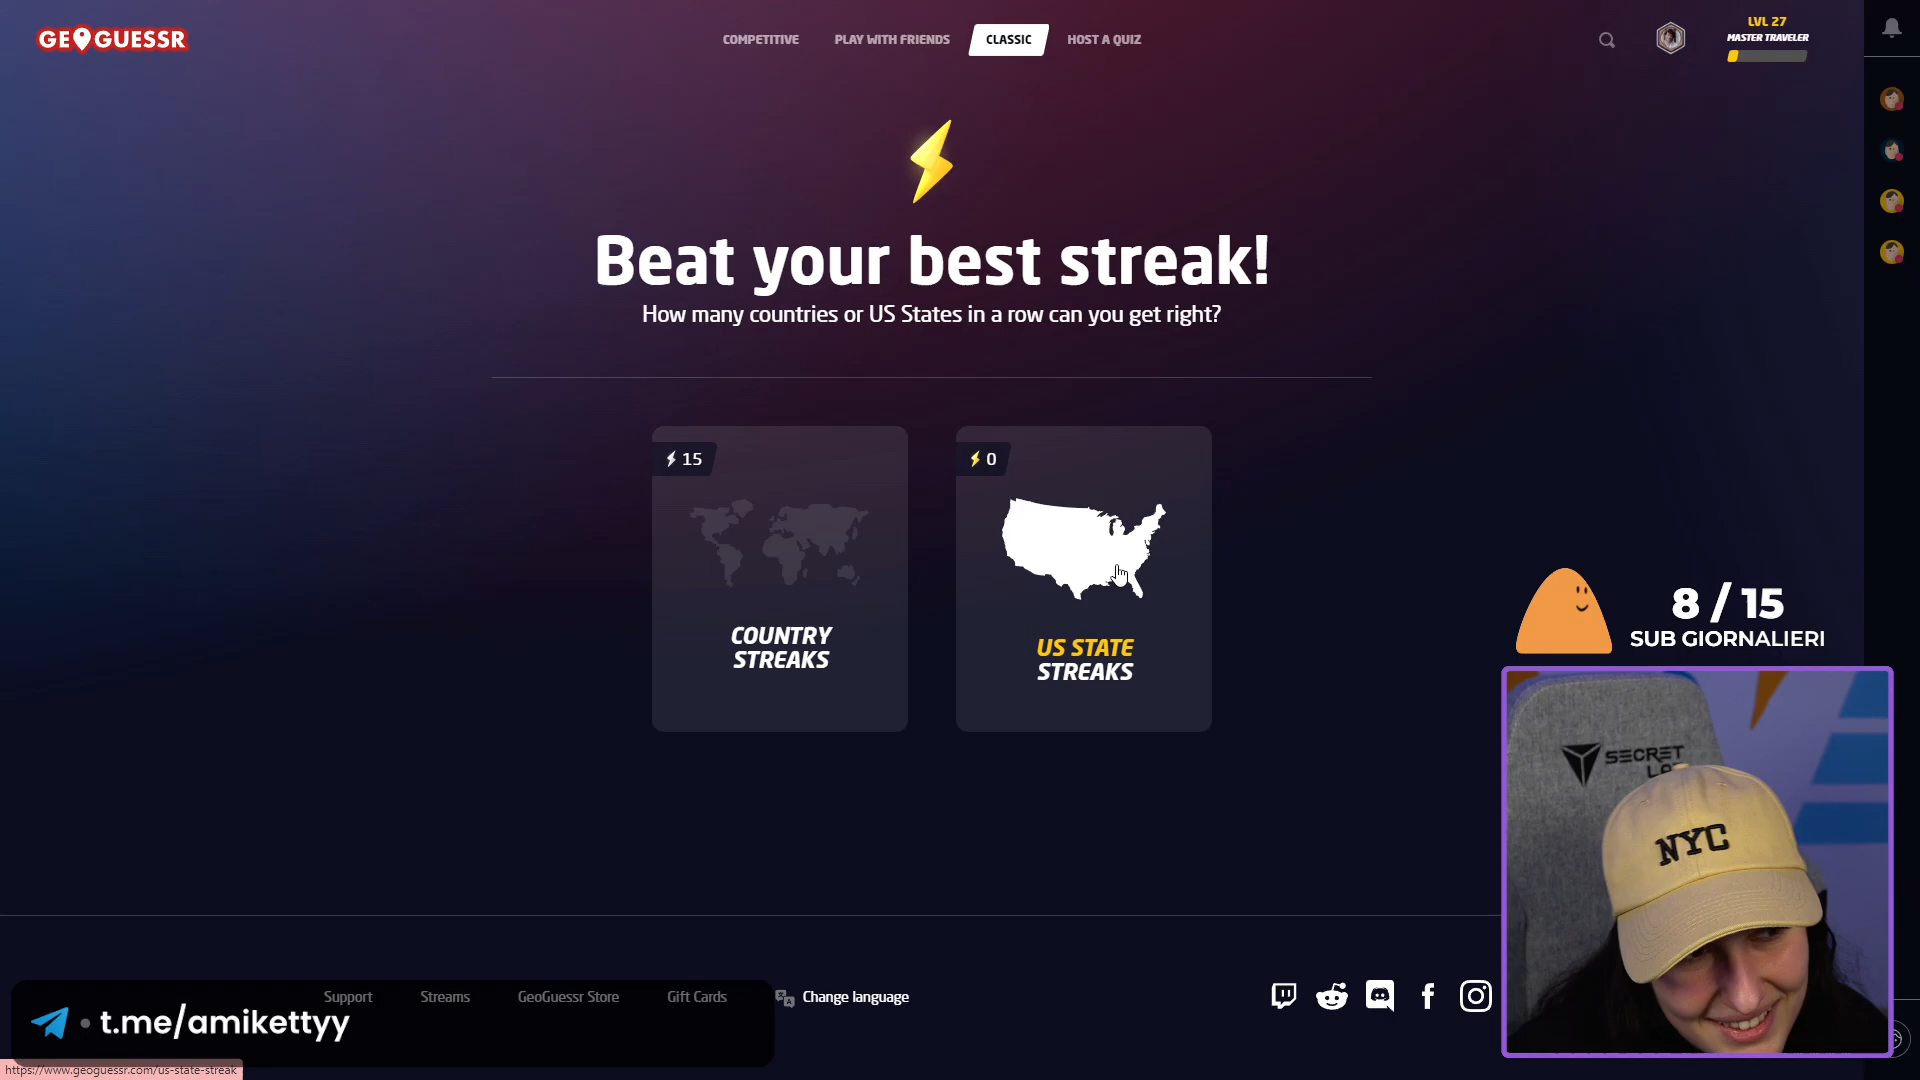 GEOGUESSR
COMPETITIVE
PLAY WITH FRIENDS
CLASSIC
HOST A QUIZ
LVL 27
MASTER TRAVELER
Beat your best streak!
How many countries or US States in a row can you get right?
15
COUNTRY
STREAKS
0
US STATE
STREAKS
8 / 15
SUB GIORNALIERI
SECRET
NYC
Support
Streams
GeoGuessr Store
Gift Cards
Change language
t.me/amikettyy
https://www.geoguessr.com/us-state-streak